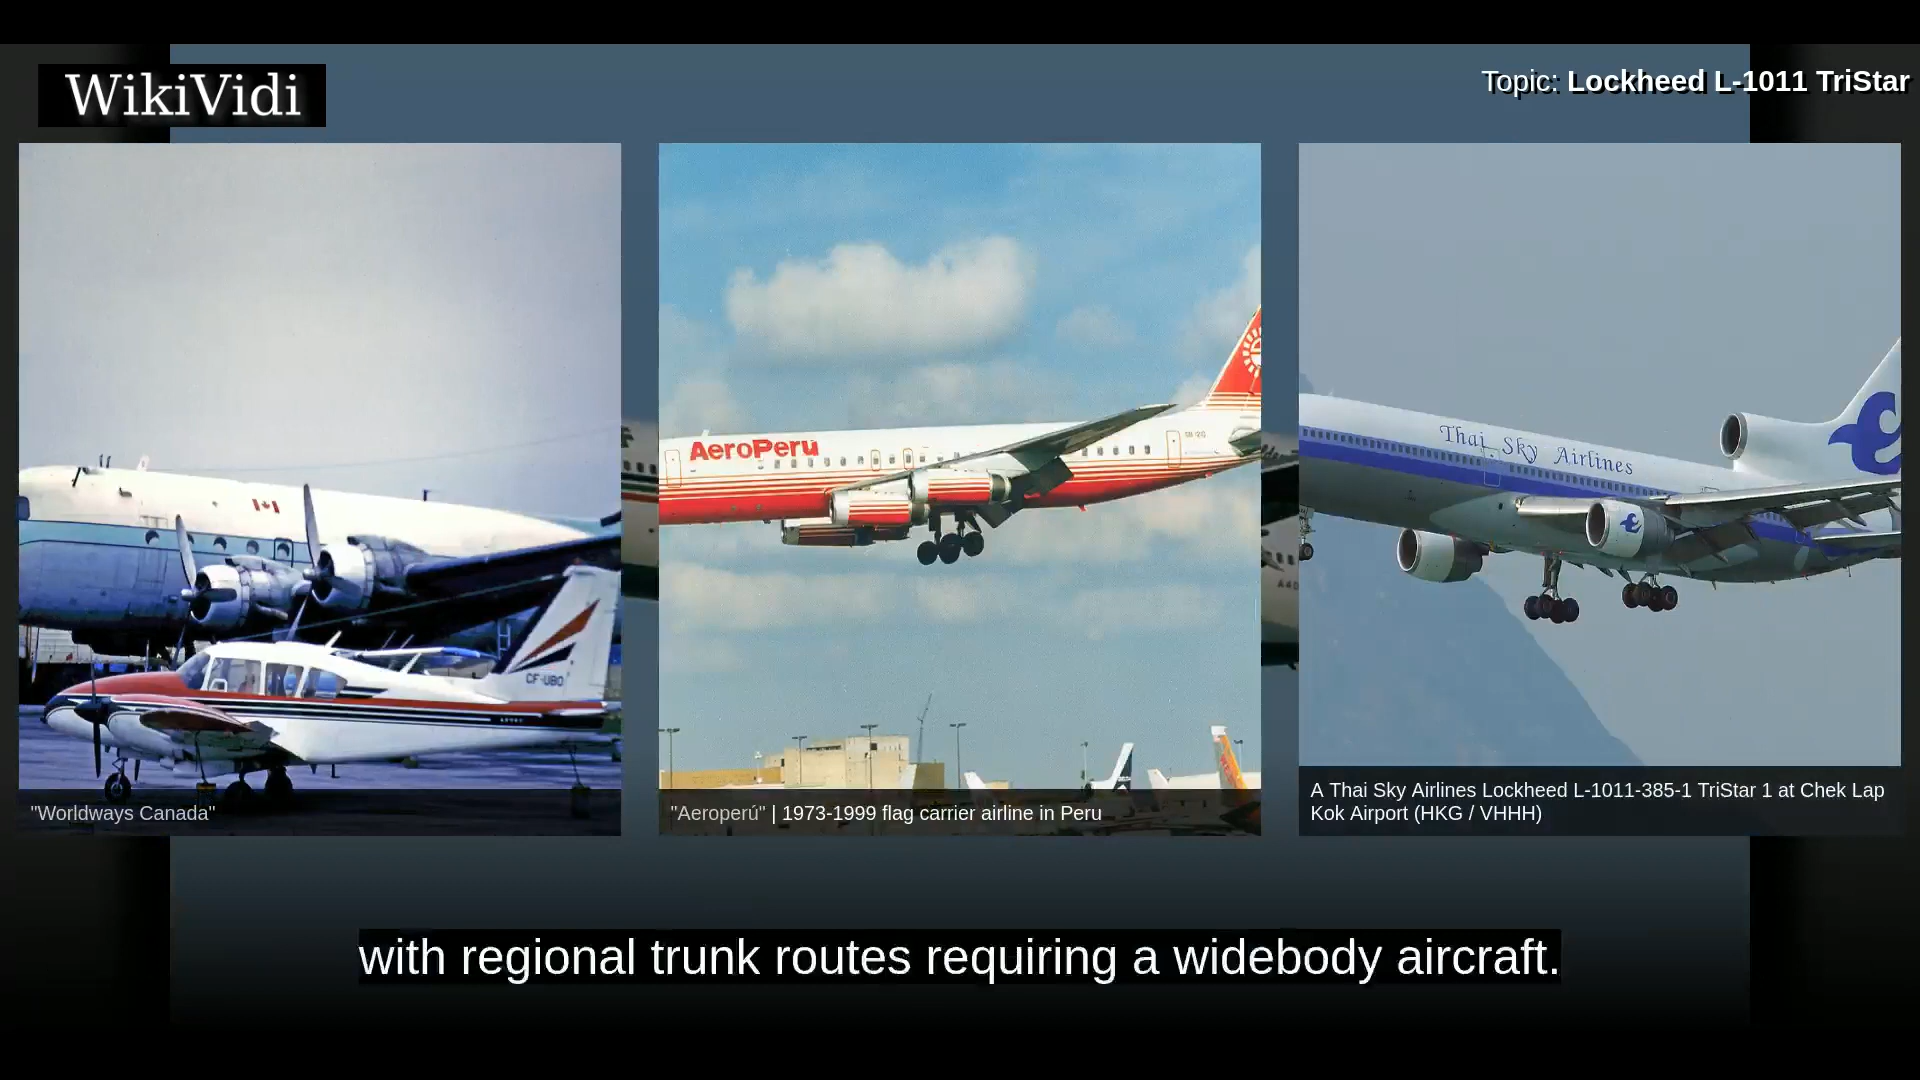 WikiVidi
Topic: Lockheed L-1011 TriStar
CF-UBO
"Worldways Canada"
AeroPerú
"Aeroperú" | 1973-1999 flag carrier airline in Peru
Thai Sky Airlines
A Thai Sky Airlines Lockheed L-1011-385-1 TriStar 1 at Chek Lap
Kok Airport (HKG / VHHH)
with regional trunk routes requiring a widebody aircraft.